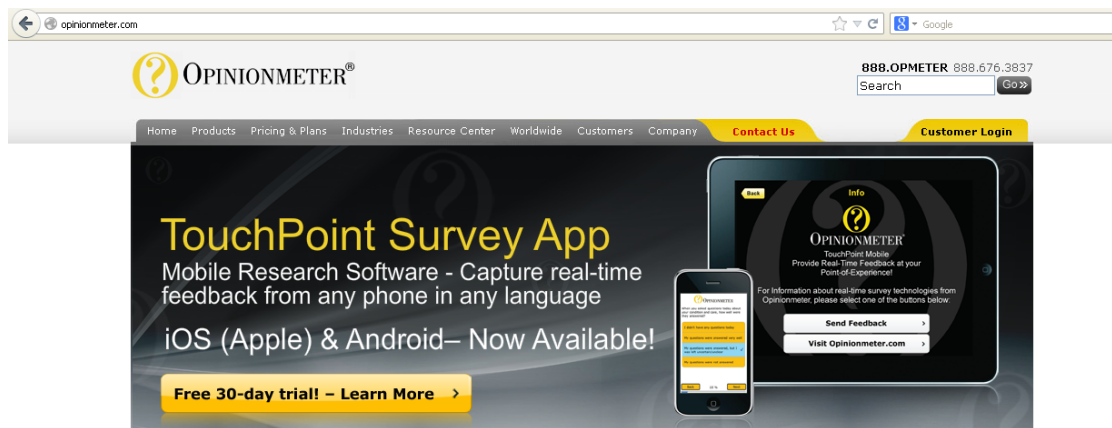 opinionmeter.com
Google
OPINIONMETER®
888.OPMETER 888.676.3837
Search
Go»
Home Products Pricing & Plans Industries Resource Center Worldwide Customers Company Contact Us Customer Login
TouchPoint Survey App
Mobile Research Software - Capture real-time
feedback from any phone in any language
iOS (Apple) & Android– Now Available!
Free 30-day trial! – Learn More >
Back
Info
OPINIONMETER
TouchPoint Mobile
Provide Real-Time Feedback at your
Point-of-Experience!
For Information about real-time survey technologies from
Opinionmeter, please select one of the buttons below:
Send Feedback >
Visit Opinionmeter.com >
OPINIONMETER